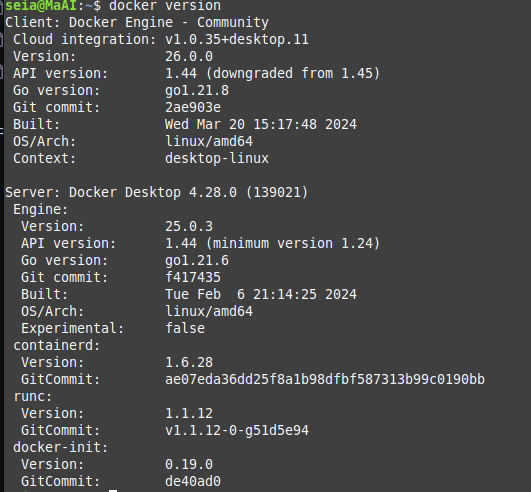 seia@MaAI:~$ docker version
Client: Docker Engine - Community
 Cloud integration: v1.0.35+desktop.11
 Version:           26.0.0
 API version:       1.44 (downgraded from 1.45)
 Go version:        go1.21.8
 Git commit:        2ae903e
 Built:             Wed Mar 20 15:17:48 2024
 OS/Arch:           linux/amd64
 Context:           desktop-linux

Server: Docker Desktop 4.28.0 (139021)
 Engine:
  Version:          25.0.3
  API version:      1.44 (minimum version 1.24)
  Go version:       go1.21.6
  Git commit:       f417435
  Built:            Tue Feb  6 21:14:25 2024
  OS/Arch:          linux/amd64
  Experimental:     false
 containerd:
  Version:          1.6.28
  GitCommit:        ae07eda36dd25f8a1b98dfbf587313b99c0190bb
 runc:
  Version:          1.1.12
  GitCommit:        v1.1.12-0-g51d5e94
 docker-init:
  Version:          0.19.0
  GitCommit:        de40ad0